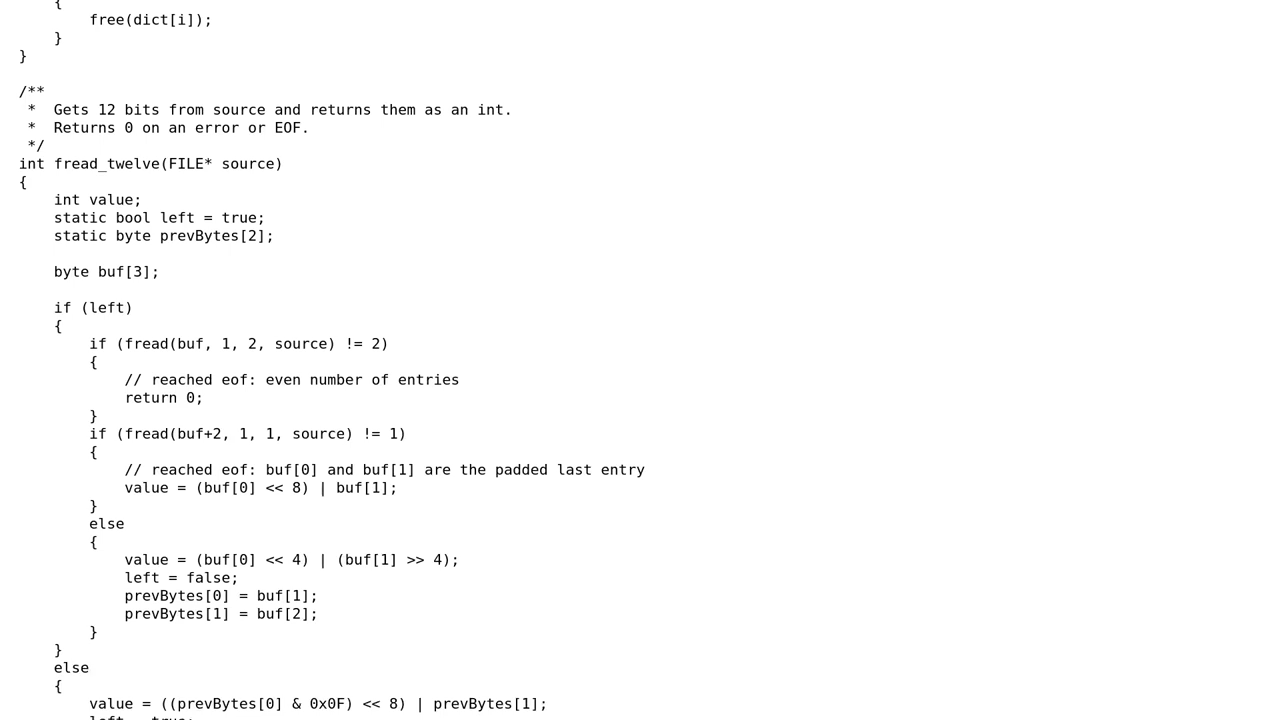 {
        free(dict[i]);
    }
}

/**
 *  Gets 12 bits from source and returns them as an int.
 *  Returns 0 on an error or EOF.
 */
int fread_twelve(FILE* source)
{
    int value;
    static bool left = true;
    static byte prevBytes[2];

    byte buf[3];

    if (left)
    {
        if (fread(buf, 1, 2, source) != 2)
        {
            // reached eof: even number of entries
            return 0;
        }
        if (fread(buf+2, 1, 1, source) != 1)
        {
            // reached eof: buf[0] and buf[1] are the padded last entry
            value = (buf[0] << 8) | buf[1];
        }
        else
        {
            value = (buf[0] << 4) | (buf[1] >> 4);
            left = false;
            prevBytes[0] = buf[1];
            prevBytes[1] = buf[2];
        }
    }
    else
    {
        value = ((prevBytes[0] & 0x0F) << 8) | prevBytes[1];
        left = true;